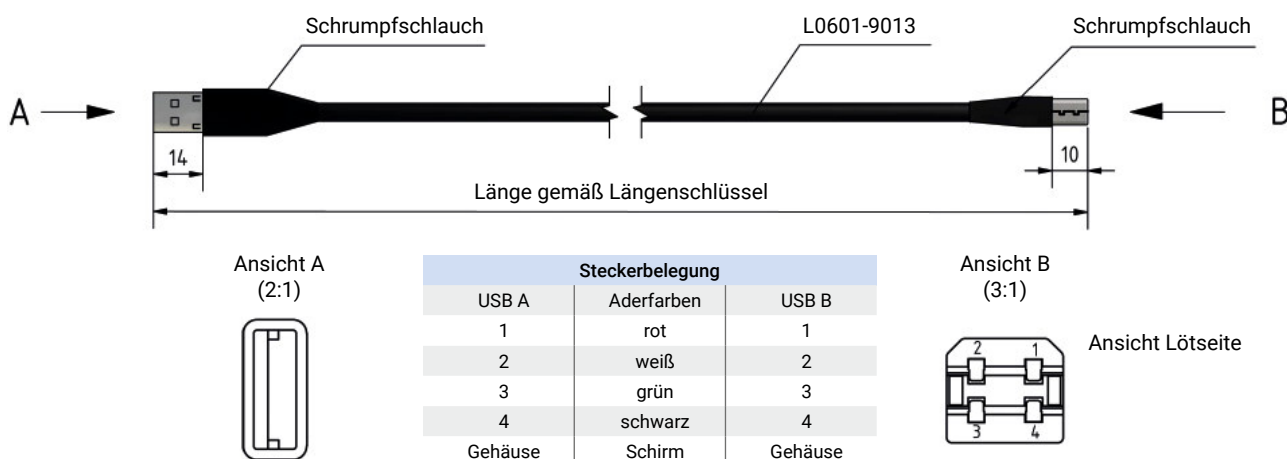 Schrumpfschlauch
L0601-9013
Schrumpfschlauch
A
B
14
10
Länge gemäß Längenschlüssel
Ansicht A
(2:1)
Steckerbelegung
USB A Aderfarben USB B
1 rot 1
2 weiß 2
3 grün 3
4 schwarz 4
Gehäuse Schirm Gehäuse
Ansicht B
(3:1)
Ansicht Lötseite
2 1
3 4